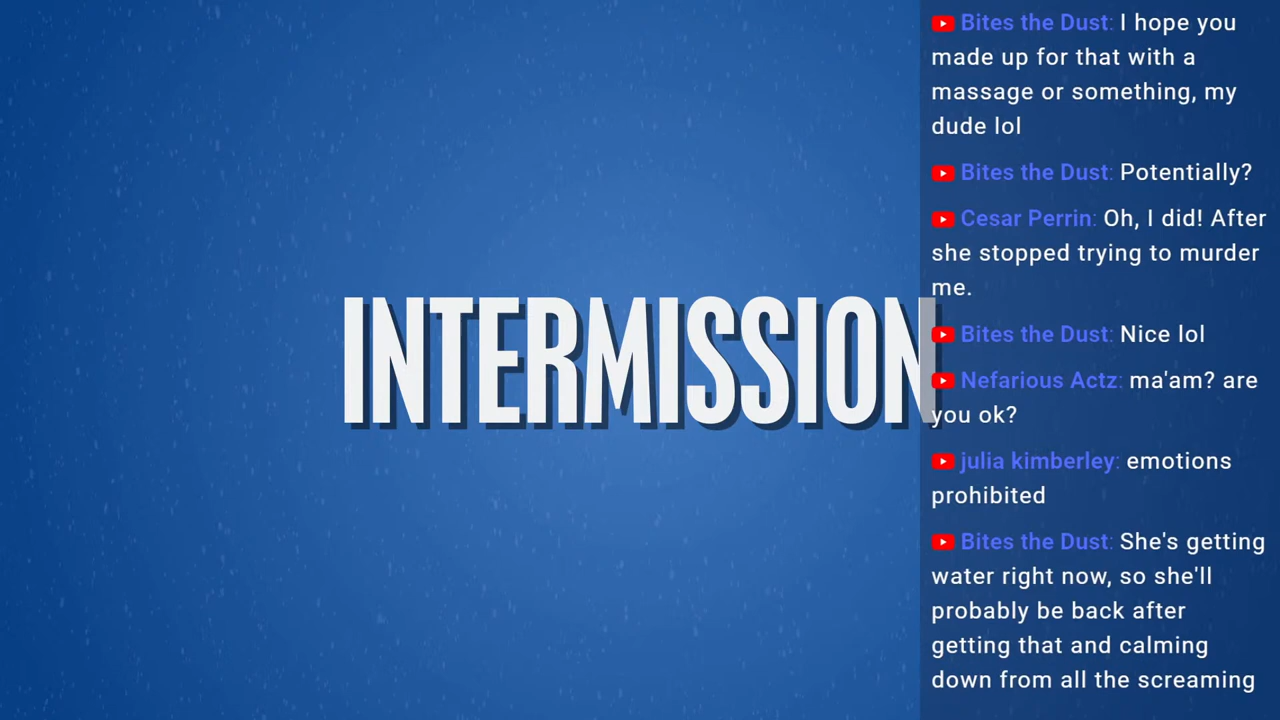 INTERMISSION
Bites the Dust: I hope you
made up for that with a
massage or something, my
dude lol
Bites the Dust: Potentially?
Cesar Perrin: Oh, I did! After
she stopped trying to murder
me.
Bites the Dust: Nice lol
Nefarious Actz: ma'am? are
you ok?
julia kimberley: emotions
prohibited
Bites the Dust: She's getting
water right now, so she'll
probably be back after
getting that and calming
down from all the screaming